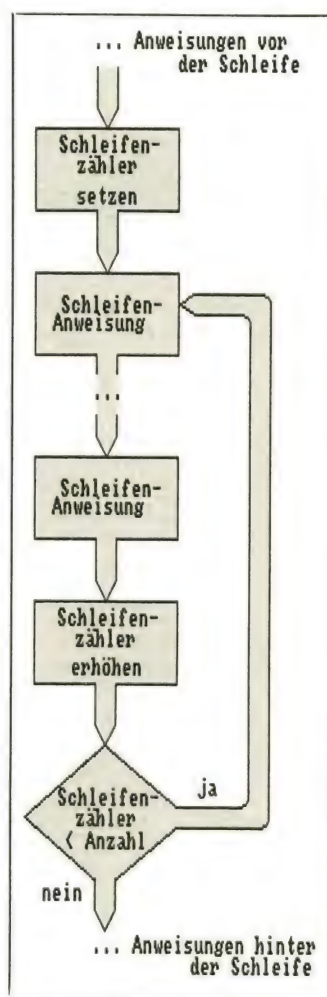 ... Anweisungen vor
der Schleife
Schleifen-
zähler
setzen
Schleifen-
Anweisung
...
Schleifen-
Anweisung
Schleifen-
zähler
erhöhen
Schleifen-
zähler
< Anzahl
ja
nein
... Anweisungen hinter
der Schleife